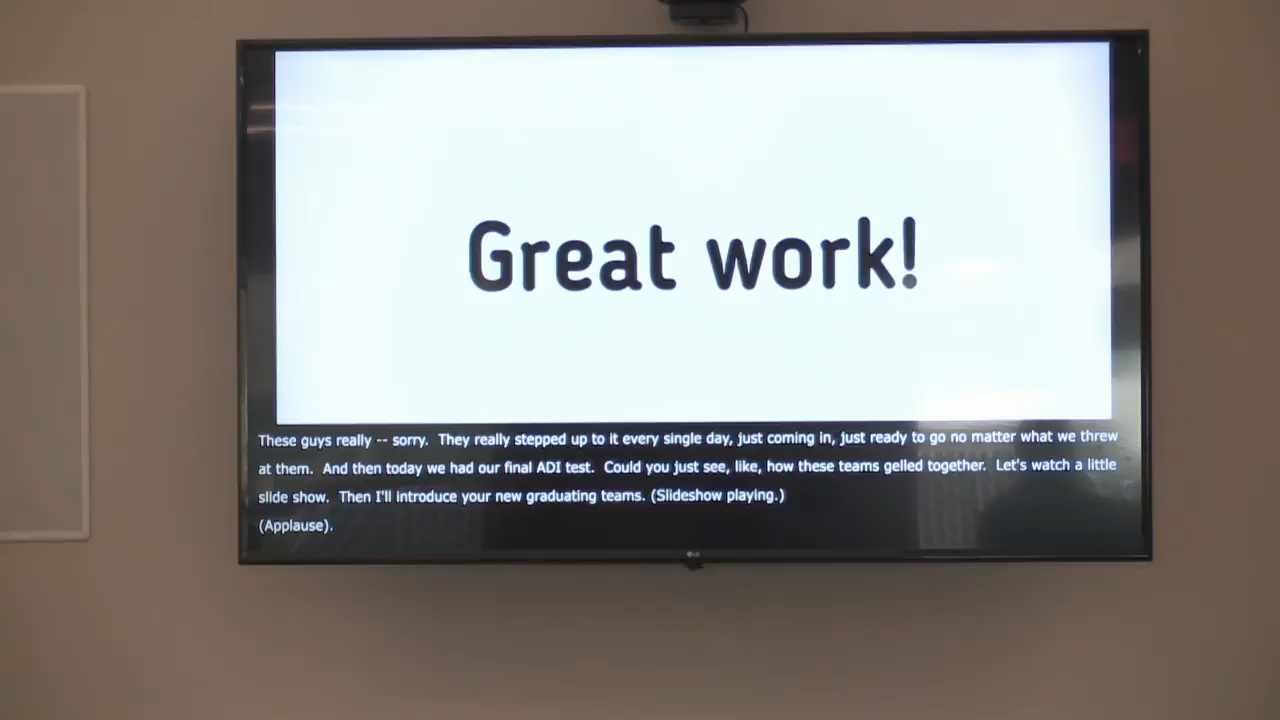 Great work!
These guys really -- sorry.  They really stepped up to it every single day, just coming in, just ready to go no matter what we threw
at them.  And then today we had our final ADI test.  Could you just see, like, how these teams gelled together.  Let's watch a little
slide show.  Then I'll introduce your new graduating teams. (Slideshow playing.)
(Applause).
LG